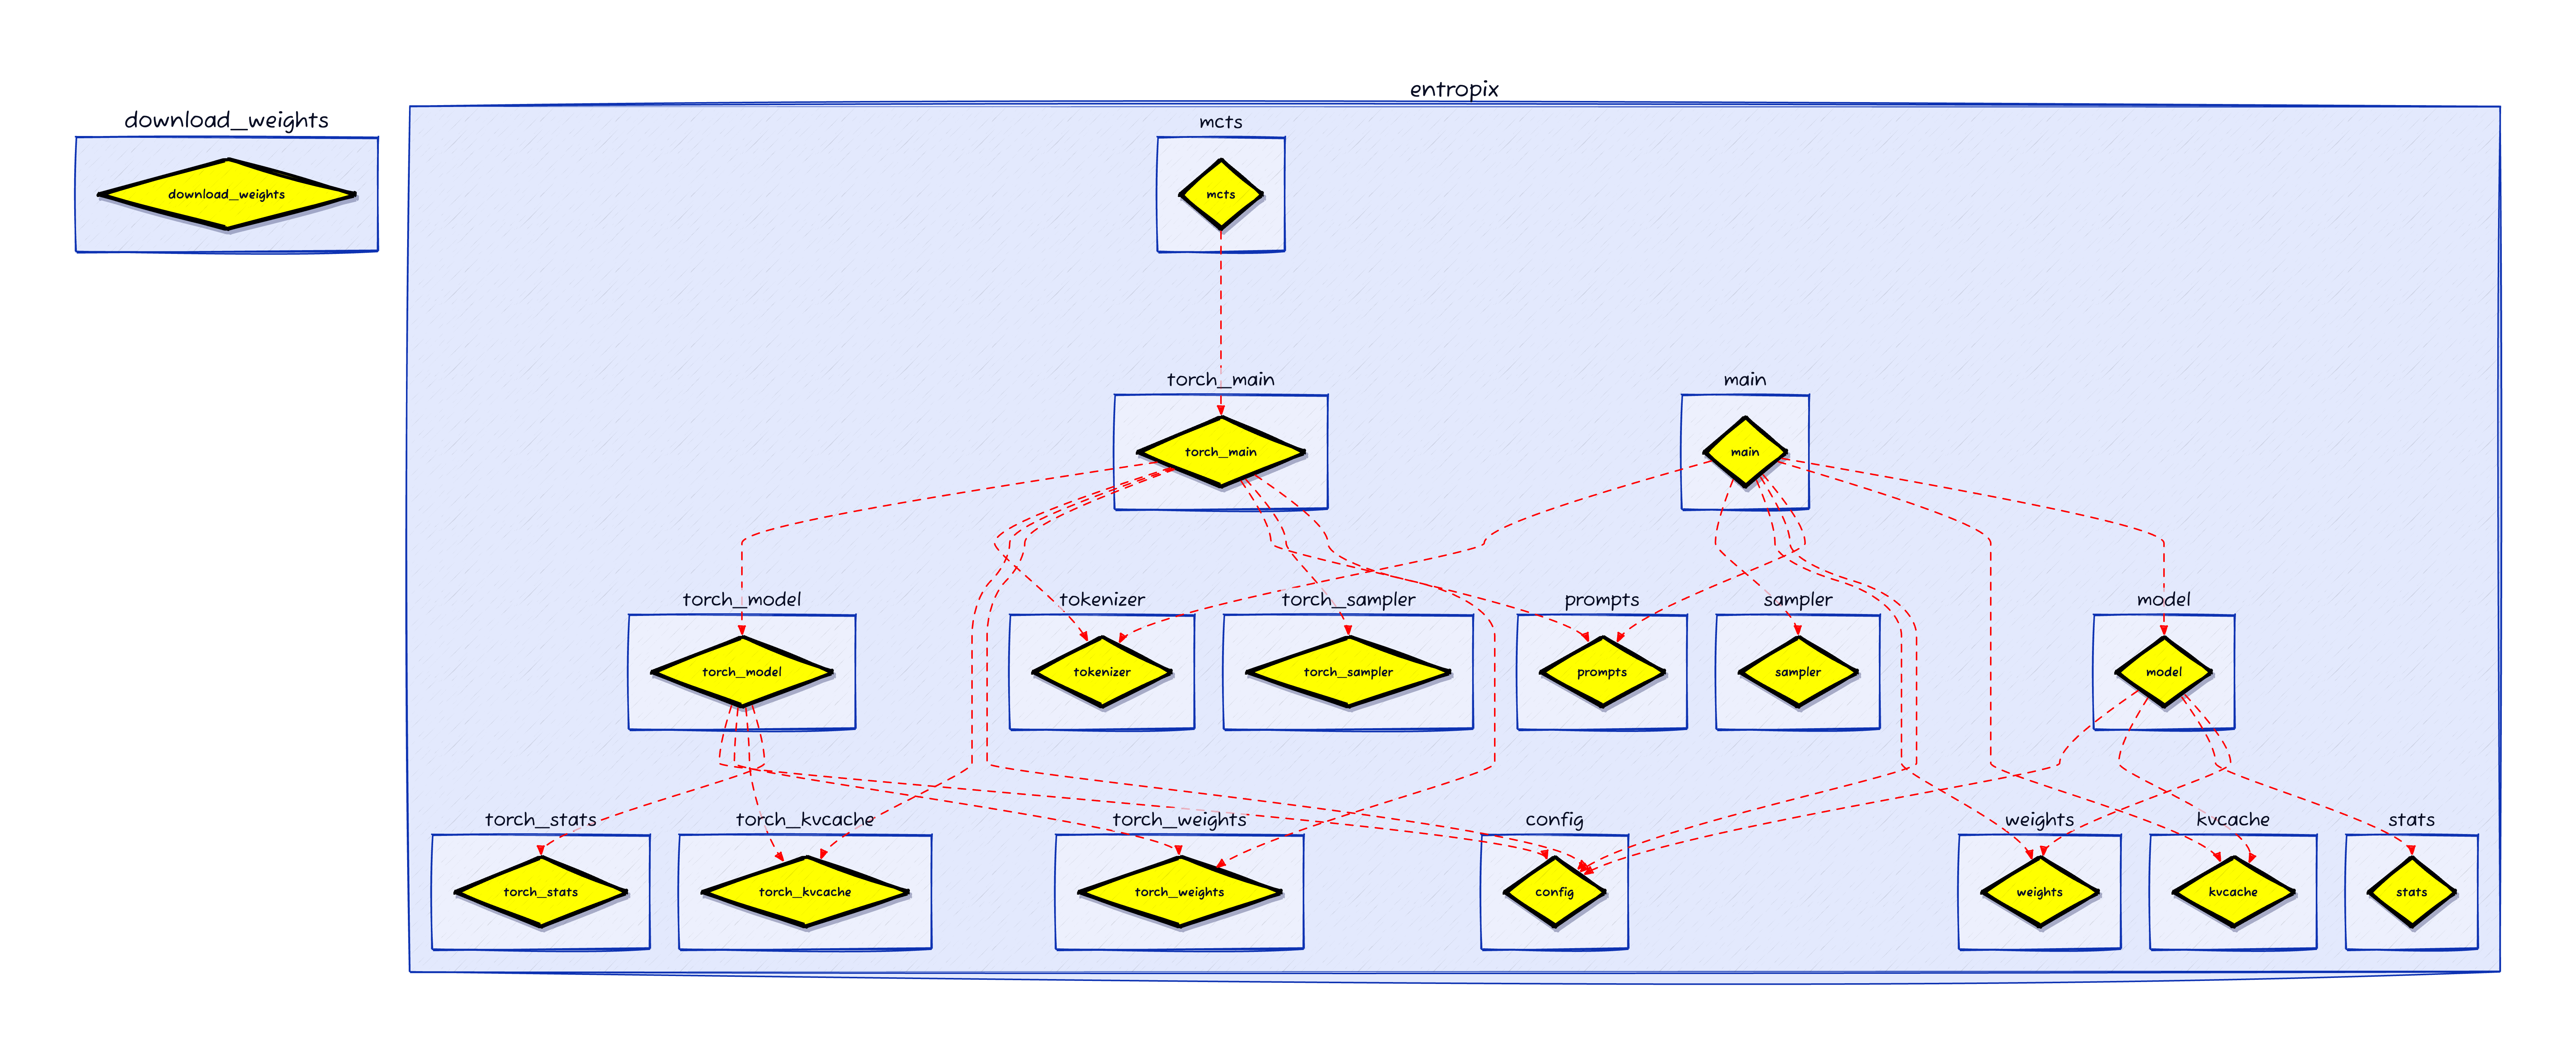 entropix
download_weights
mcts
download_weights
mcts
torch_main
main
torch_main
main
torch_model
tokenizer
torch_sampler
prompts
sampler
model
torch_model
tokenizer
torch_sampler
prompts
sampler
model
torch_stats
torch_kvcache
torch_weights
config
weights
kvcache
stats
torch_stats
torch_kvcache
torch_weights
config
weights
kvcache
stats